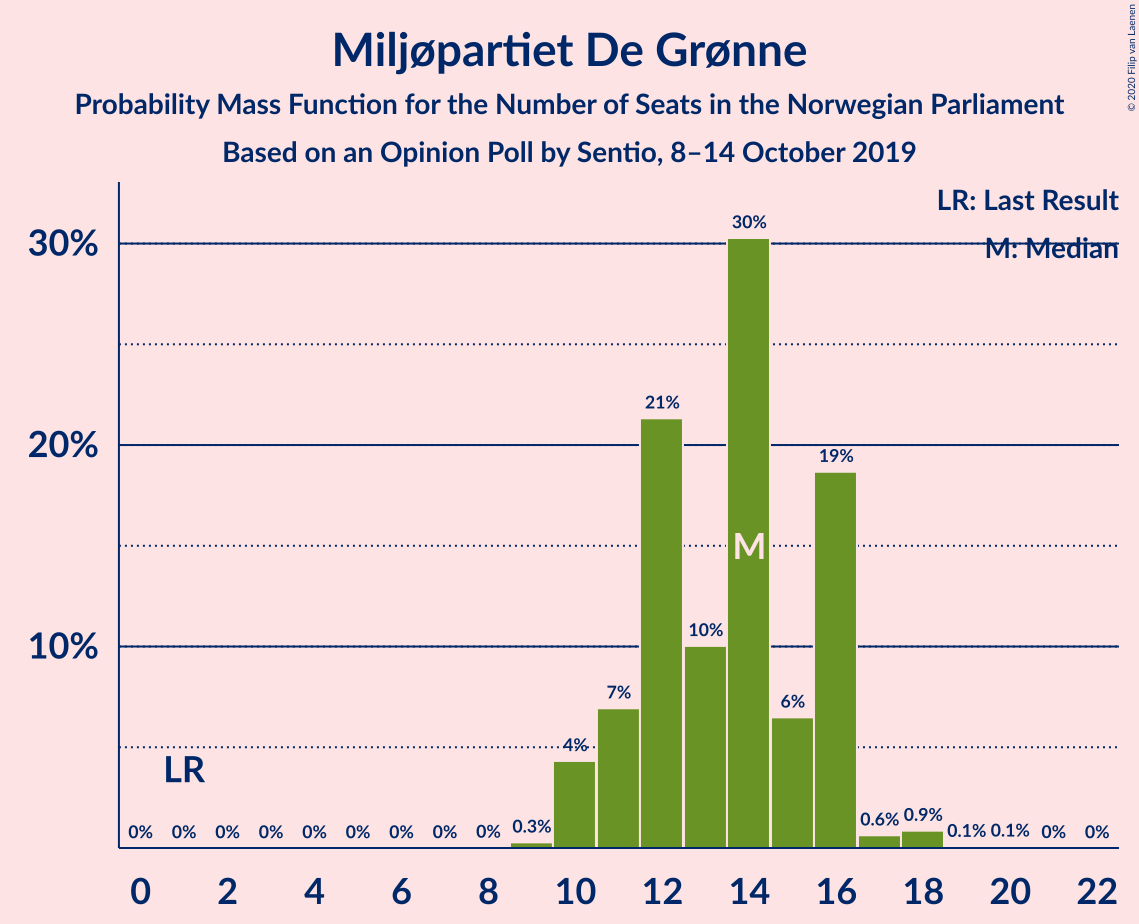 Miljøpartiet De Grønne
Probability Mass Function for the Number of Seats in the Norwegian Parliament
Based on an Opinion Poll by Sentio, 8–14 October 2019
© 2020 Filip van Laenen
LR: Last Result
M: Median
30%
20%
10%
30%
21%
19%
M
10%
7%
6%
4%
LR
0% 0% 0% 0% 0% 0% 0% 0% 0% 0.3% 0.6% 0.9% 0.1% 0.1% 0% 0%
0 2 4 6 8 10 12 14 16 18 20 22